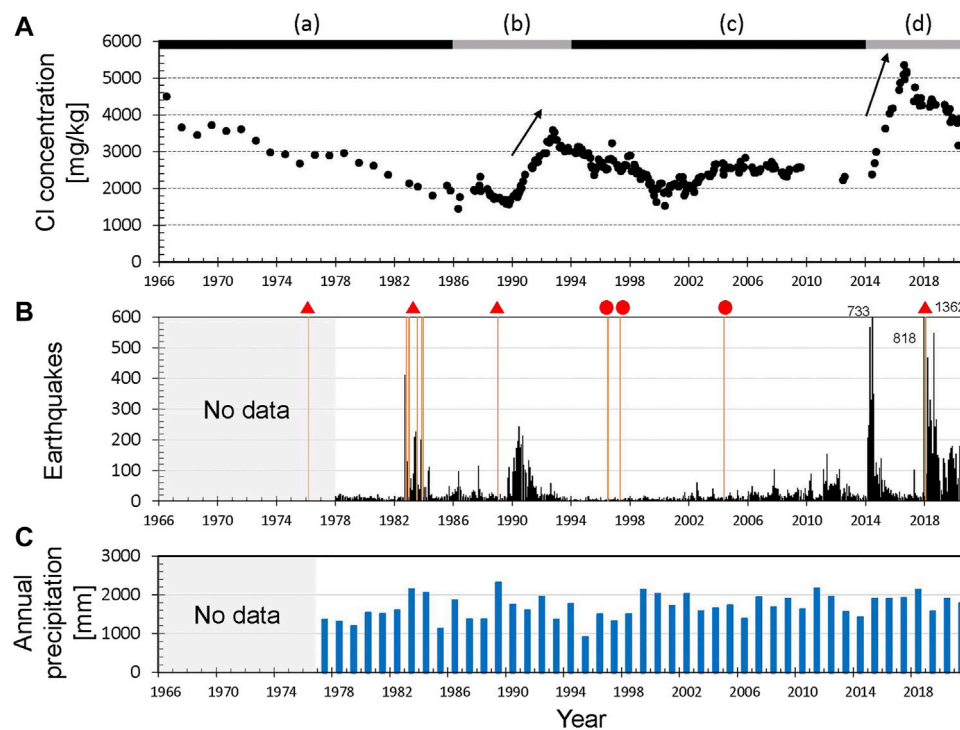 A
(a) (b) (c) (d)
Cl concentration
[mg/kg]
6000
5000
4000
3000
2000
1000
0
1966 1970 1974 1978 1982 1986 1990 1994 1998 2002 2006 2010 2014 2018
B
Earthquakes
600
500
400
300
200
100
0
No data
733
818
1362
1966 1970 1974 1978 1982 1986 1990 1994 1998 2002 2006 2010 2014 2018
C
Annual
precipitation
[mm]
3000
2000
1000
0
No data
1966 1970 1974 1978 1982 1986 1990 1994 1998 2002 2006 2010 2014 2018
Year